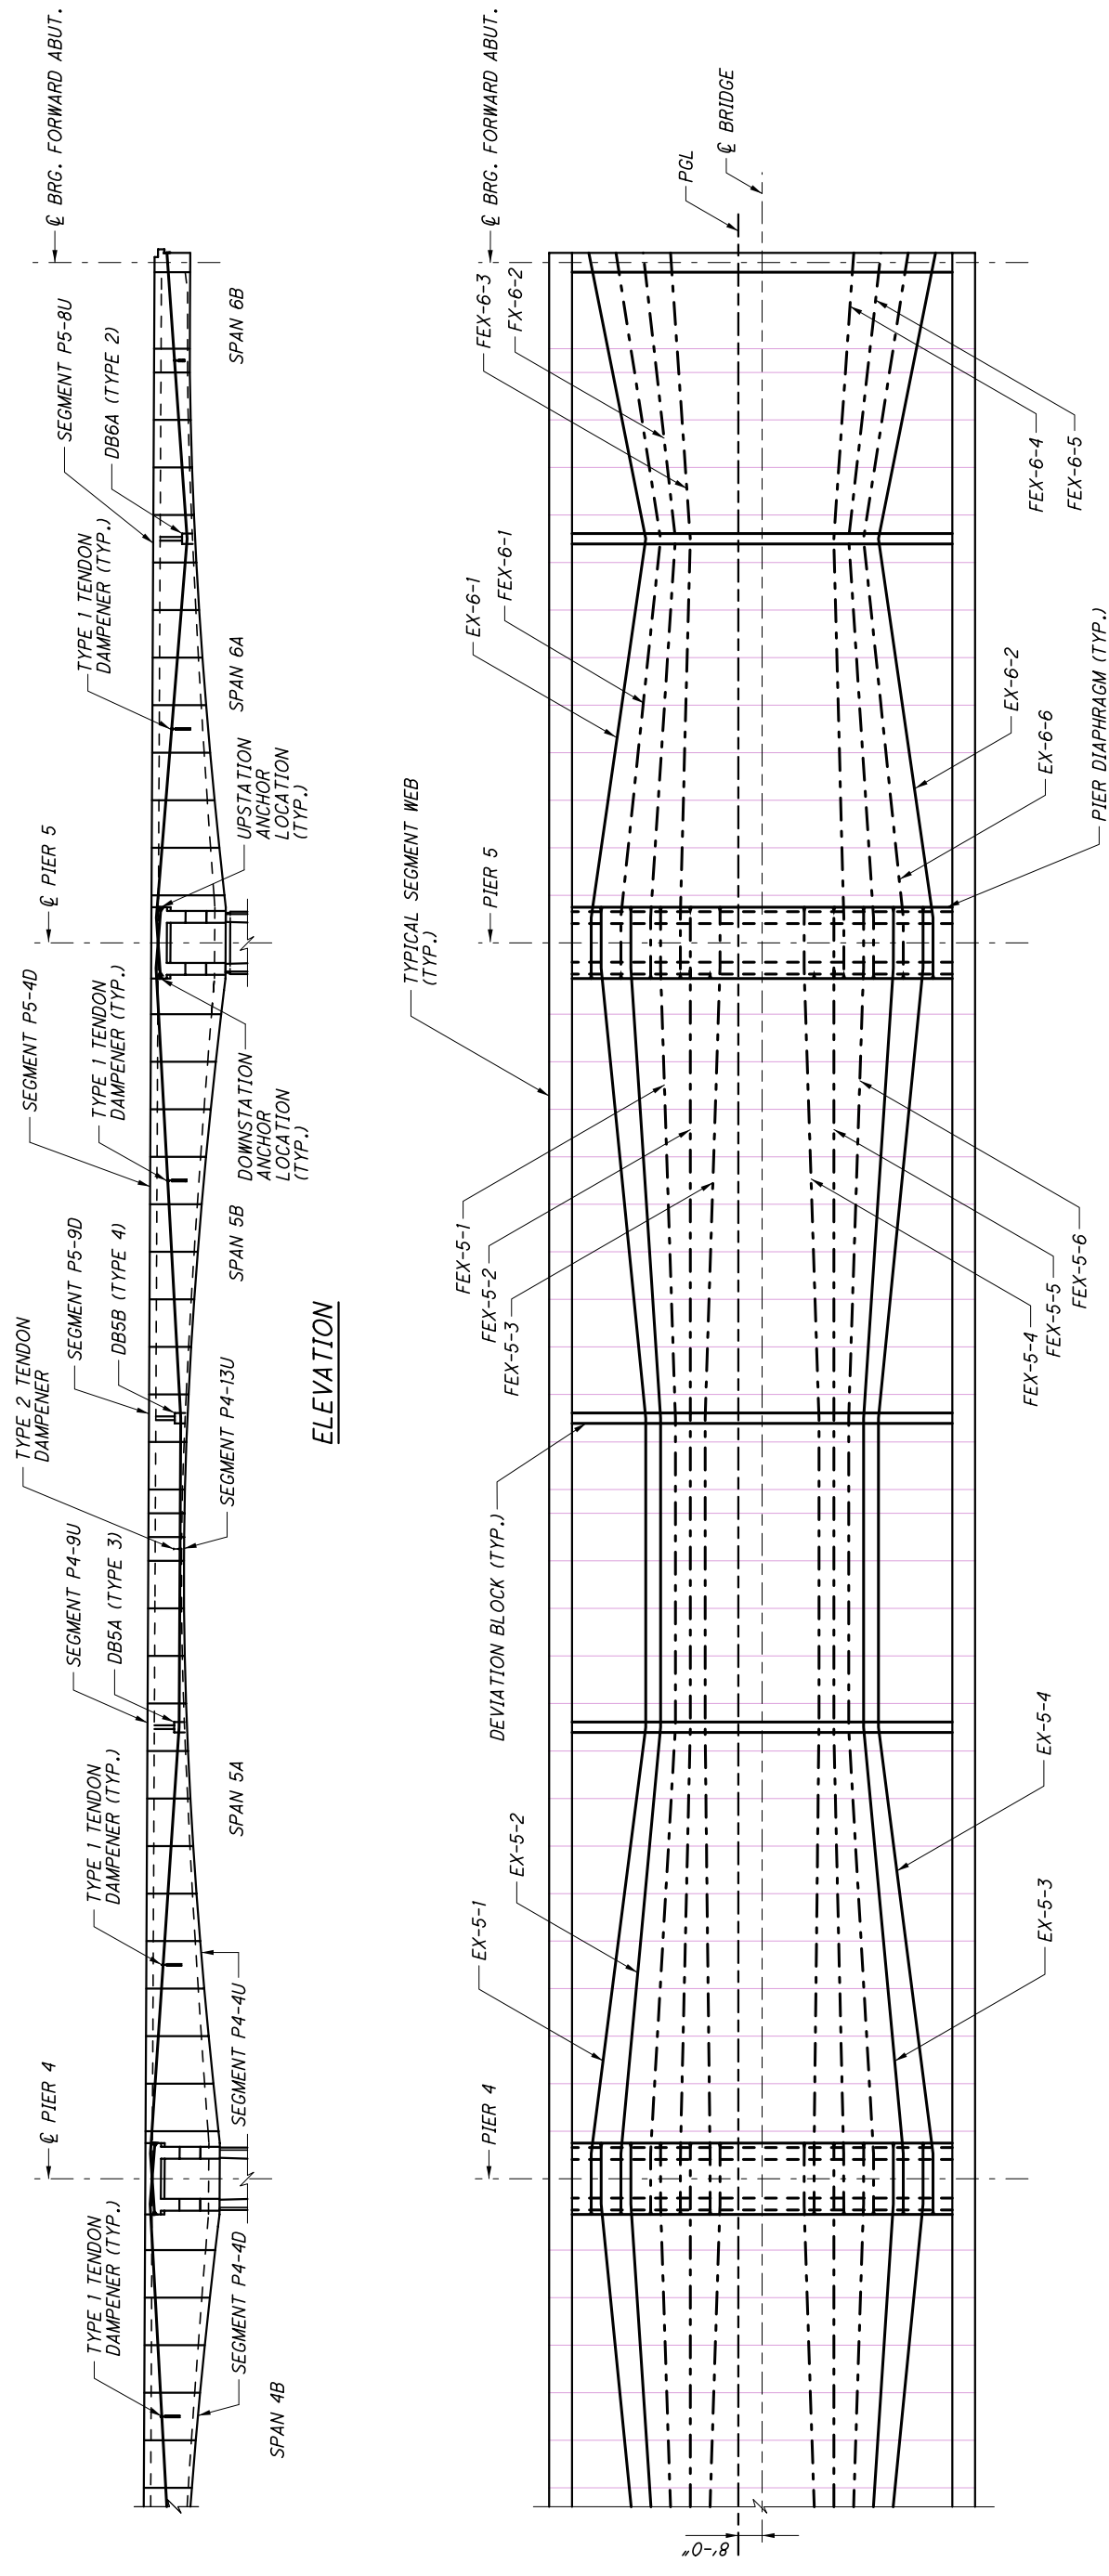 ℄ PIER 4
℄ PIER 5
℄ BRG. FORWARD ABUT.
TYPE 1 TENDON
DAMPENER (TYP.)
SEGMENT P4-4D
SPAN 4B
SEGMENT P4-4U
TYPE 1 TENDON
DAMPENER (TYP.)
SPAN 5A
SEGMENT P4-9U
DB5A (TYPE 3)
TYPE 2 TENDON
DAMPENER
SEGMENT P4-13U
SEGMENT P5-9D
DB5B (TYPE 4)
SPAN 5B
SEGMENT P5-4D
TYPE 1 TENDON
DAMPENER (TYP.)
DOWNSTATION
ANCHOR
LOCATION
(TYP.)
UPSTATION
ANCHOR
LOCATION
(TYP.)
TYPE 1 TENDON
DAMPENER (TYP.)
SPAN 6A
SEGMENT P5-8U
DB6A (TYPE 2)
SPAN 6B
ELEVATION
PIER 4
PIER 5
℄ BRG. FORWARD ABUT.
TYPICAL SEGMENT WEB
(TYP.)
EX-5-1
EX-5-2
DEVIATION BLOCK (TYP.)
FEX-5-1
FEX-5-2
FEX-5-3
EX-6-1
FEX-6-1
FEX-6-3
FX-6-2
PGL
℄ BRIDGE
8'-0"
EX-5-3
EX-5-4
FEX-5-4
FEX-5-5
FEX-5-6
PIER DIAPHRAGM (TYP.)
EX-6-6
EX-6-2
FEX-6-4
FEX-6-5